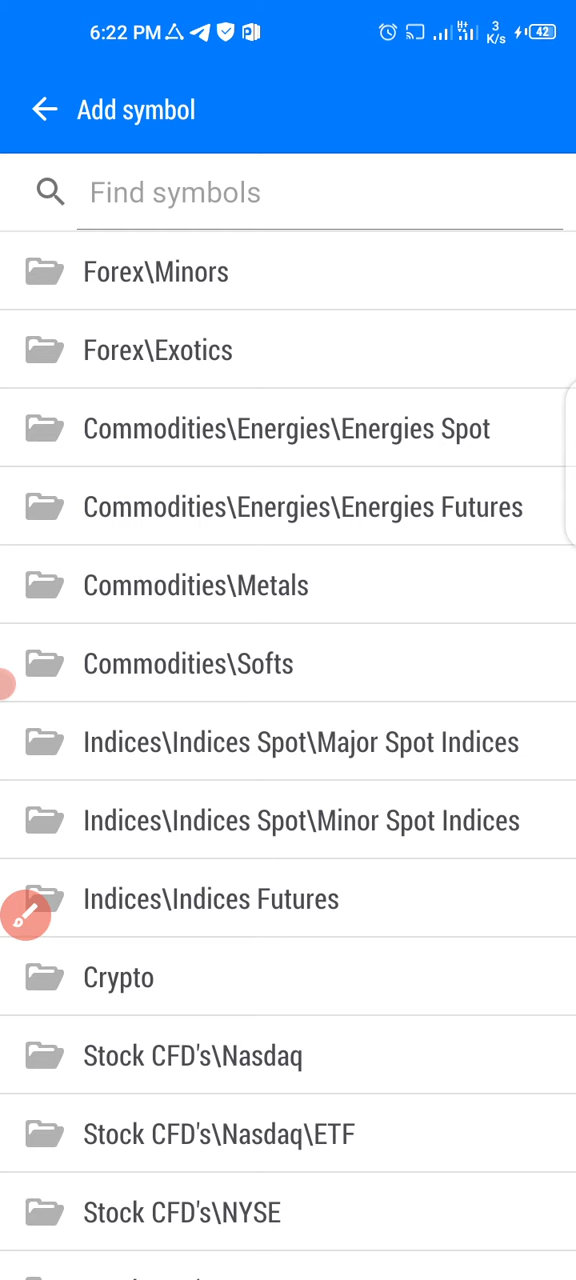 6:22 PM
H+
3
K/s
42
Add symbol
Find symbols
Forex\Minors
Forex\Exotics
Commodities\Energies\Energies Spot
Commodities\Energies\Energies Futures
Commodities\Metals
Commodities\Softs
Indices\Indices Spot\Major Spot Indices
Indices\Indices Spot\Minor Spot Indices
Indices\Indices Futures
Crypto
Stock CFD's\Nasdaq
Stock CFD's\Nasdaq\ETF
Stock CFD's\NYSE